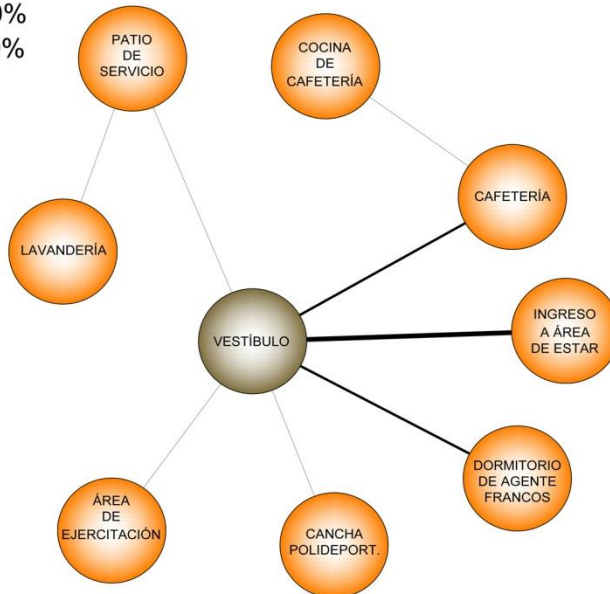 0%
PATIO
DE
SERVICIO
COCINA
DE
CAFETERÍA
CAFETERÍA
LAVANDERÍA
VESTÍBULO
INGRESO
A ÁREA
DE ESTAR
DORMITORIO
DE AGENTE
FRANCOS
ÁREA
DE
EJERCITACIÓN
CANCHA
POLIDEPORT.